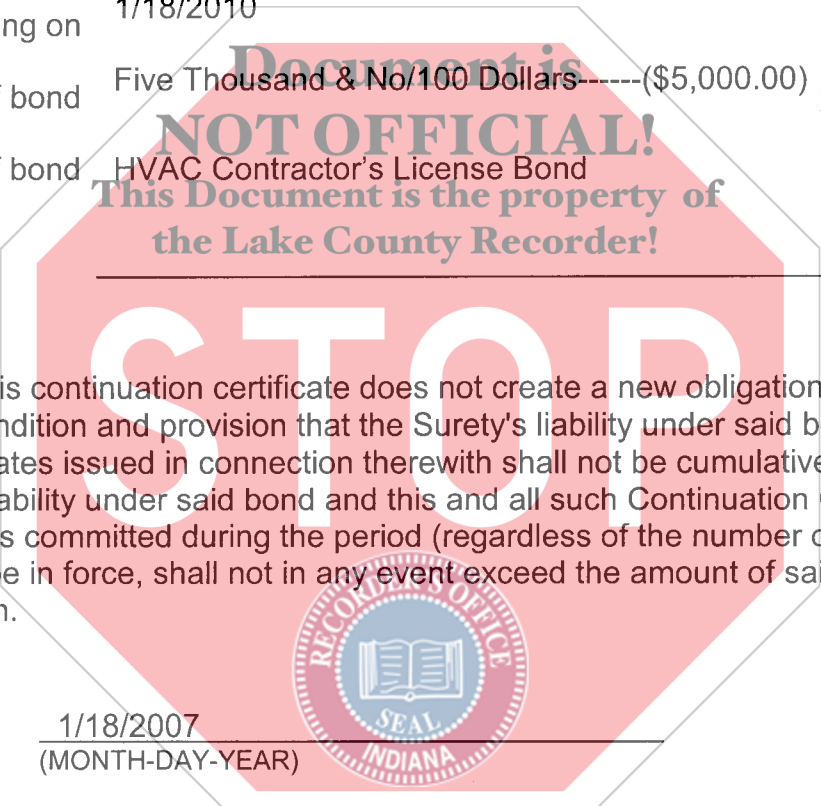 ng on 1/18/2010
Document is
bond Five Thousand & No/100 Dollars------($5,000.00)
NOT OFFICIAL!
bond HVAC Contractor's License Bond
This Document is the property of
the Lake County Recorder!
STOP
is continuation certificate does not create a new obligation
ndition and provision that the Surety's liability under said b
ates issued in connection therewith shall not be cumulative
ability under said bond and this and all such Continuation
s committed during the period (regardless of the number o
e in force, shall not in any event exceed the amount of sai
n.
RECORDER'S OFFICE
SEAL
INDIANA
1/18/2007
(MONTH-DAY-YEAR)